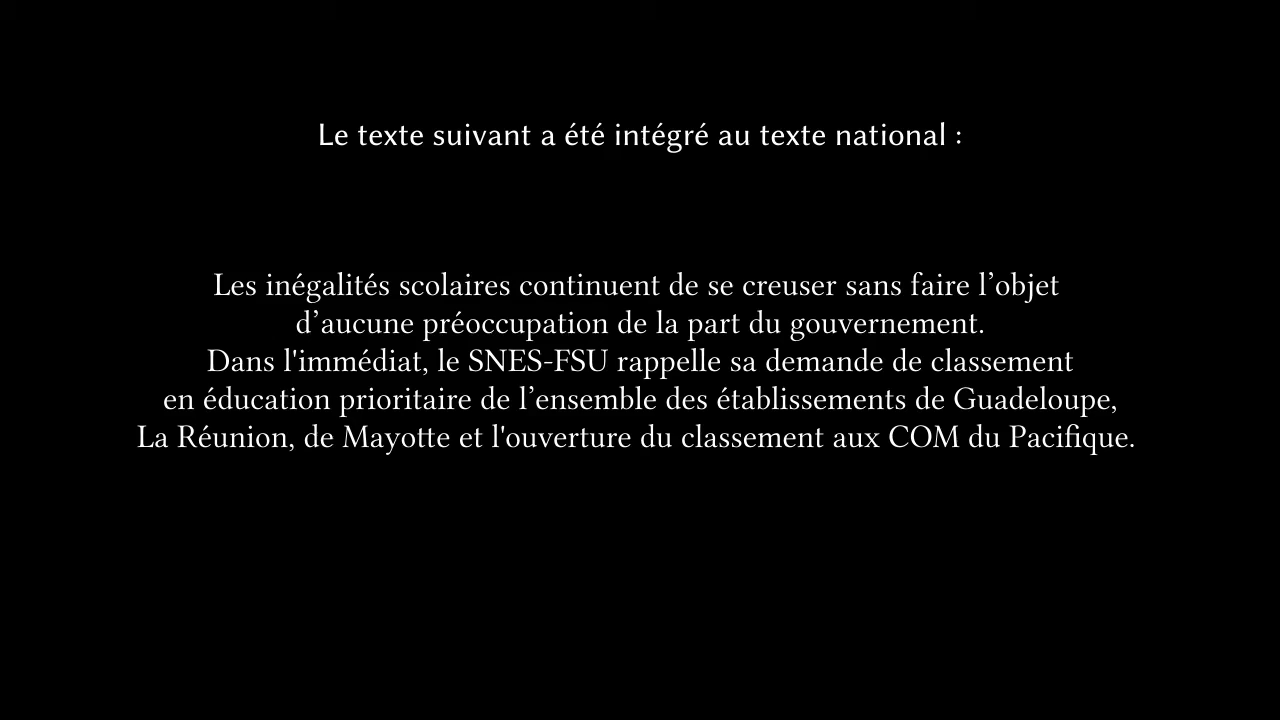 Le texte suivant a été intégré au texte national :
Les inégalités scolaires continuent de se creuser sans faire l’objet
d’aucune préoccupation de la part du gouvernement.
Dans l'immédiat, le SNES-FSU rappelle sa demande de classement
en éducation prioritaire de l’ensemble des établissements de Guadeloupe,
La Réunion, de Mayotte et l'ouverture du classement aux COM du Pacifique.